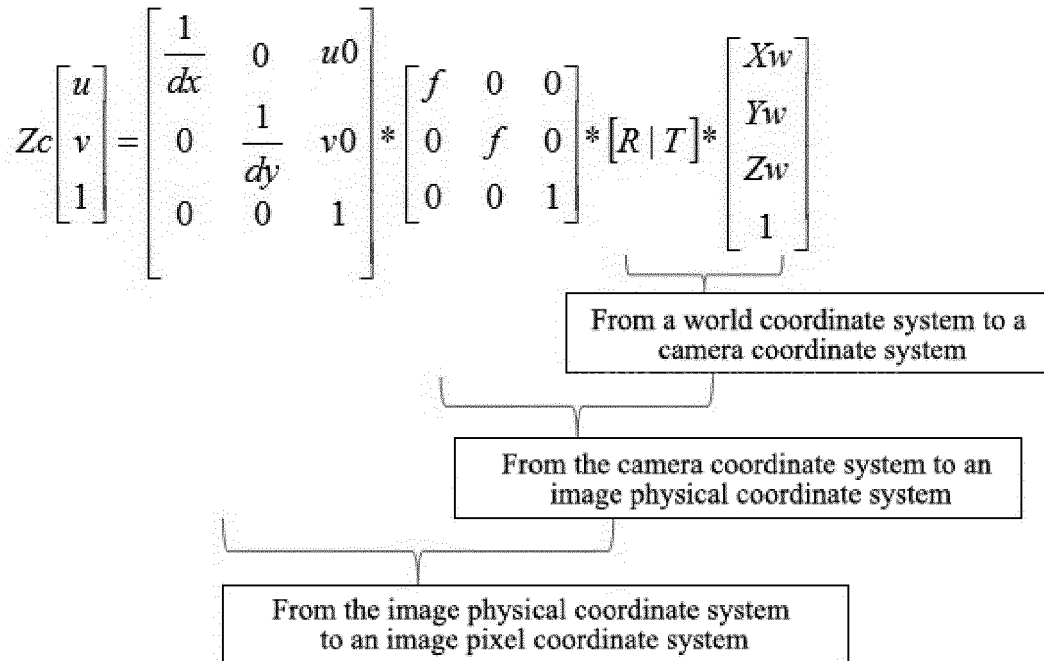 Zc [u v 1] = [1/dx 0 u0; 0 1/dy v0; 0 0 1] * [f 0 0; 0 f 0; 0 0 1] * [R | T] * [Xw Yw Zw 1]
From a world coordinate system to a
camera coordinate system
From the camera coordinate system to an
image physical coordinate system
From the image physical coordinate system
to an image pixel coordinate system